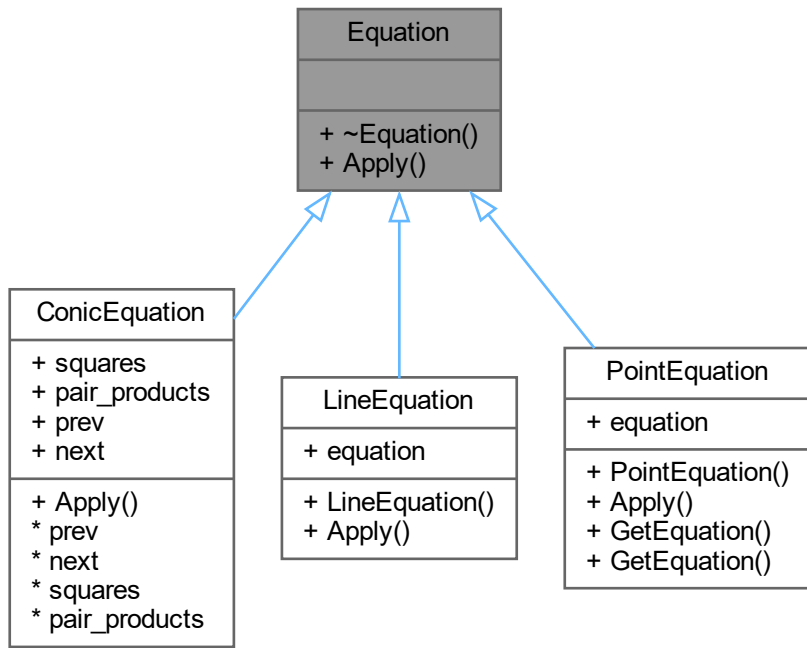 Equation
+ ~Equation()
+ Apply()
ConicEquation
+ squares
+ pair_products
+ prev
+ next
+ Apply()
* prev
* next
* squares
* pair_products
LineEquation
+ equation
+ LineEquation()
+ Apply()
PointEquation
+ equation
+ PointEquation()
+ Apply()
+ GetEquation()
+ GetEquation()